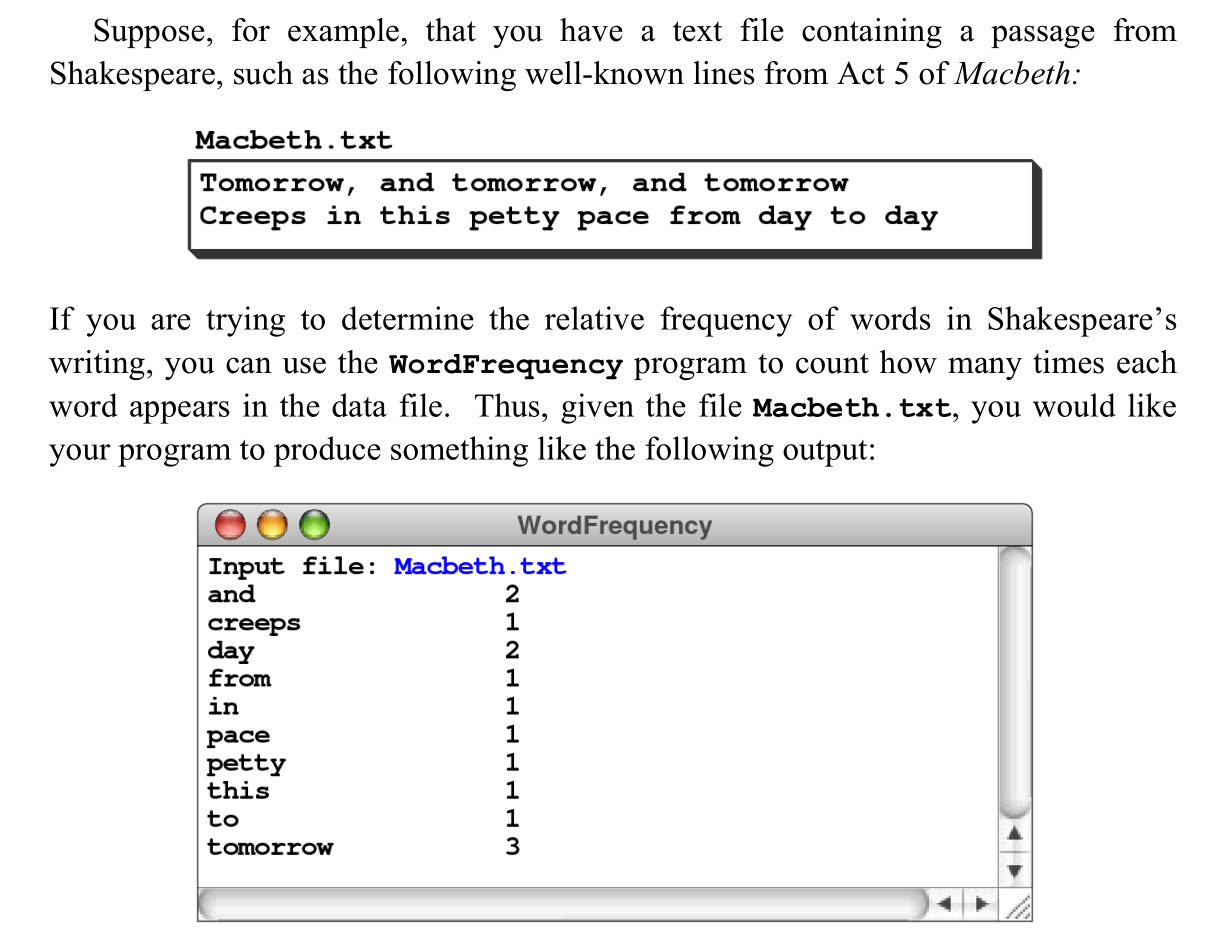 Suppose, for example, that you have a text file containing a passage from
Shakespeare, such as the following well-known lines from Act 5 of Macbeth:
Macbeth.txt
Tomorrow, and tomorrow, and tomorrow
Creeps in this petty pace from day to day
If you are trying to determine the relative frequency of words in Shakespeare’s
writing, you can use the WordFrequency program to count how many times each
word appears in the data file. Thus, given the file Macbeth.txt, you would like
your program to produce something like the following output:
WordFrequency
Input file: Macbeth.txt
and 2
creeps 1
day 2
from 1
in 1
pace 1
petty 1
this 1
to 1
tomorrow 3